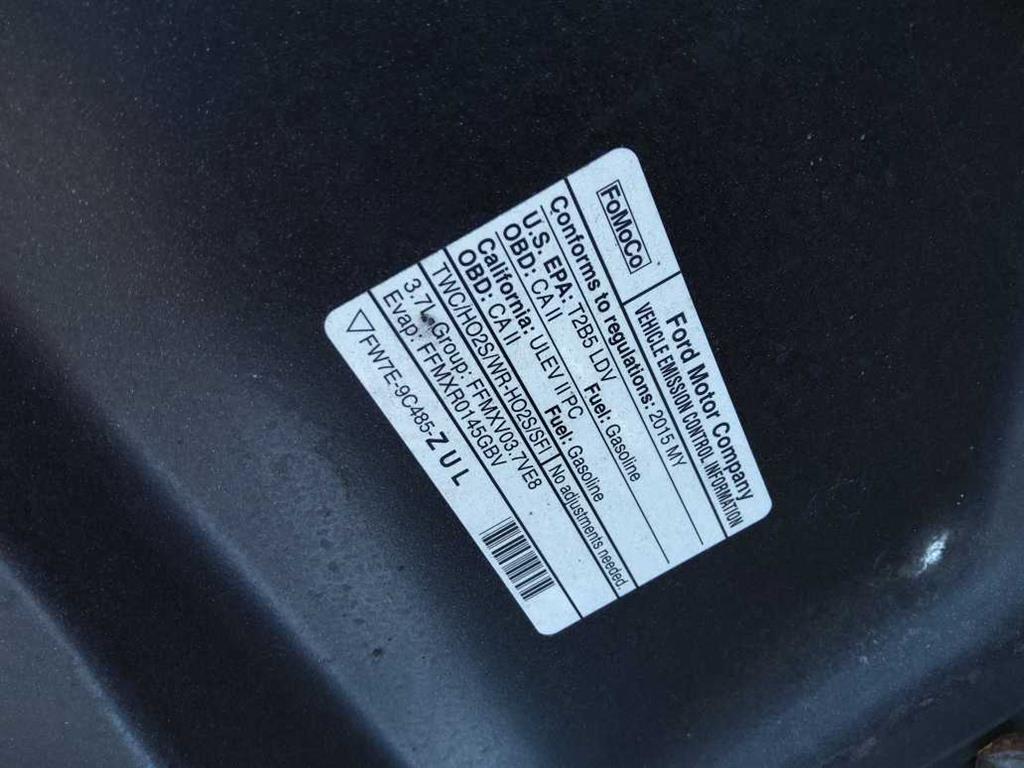 FoMoCo
Ford Motor Company
VEHICLE EMISSION CONTROL INFORMATION
Conforms to regulations: 2015 MY
U.S. EPA: T2B5 LDV Fuel: Gasoline
OBD: CA II
California: ULEV II PC Fuel: Gasoline
OBD: CA II
TWC/HO2S/WR-HO2S/SFI No adjustments needed.
3.7L Group: FFMXV03.7VE8
Evap: FFMXR0145GBV
FW7E-9C485-ZUL